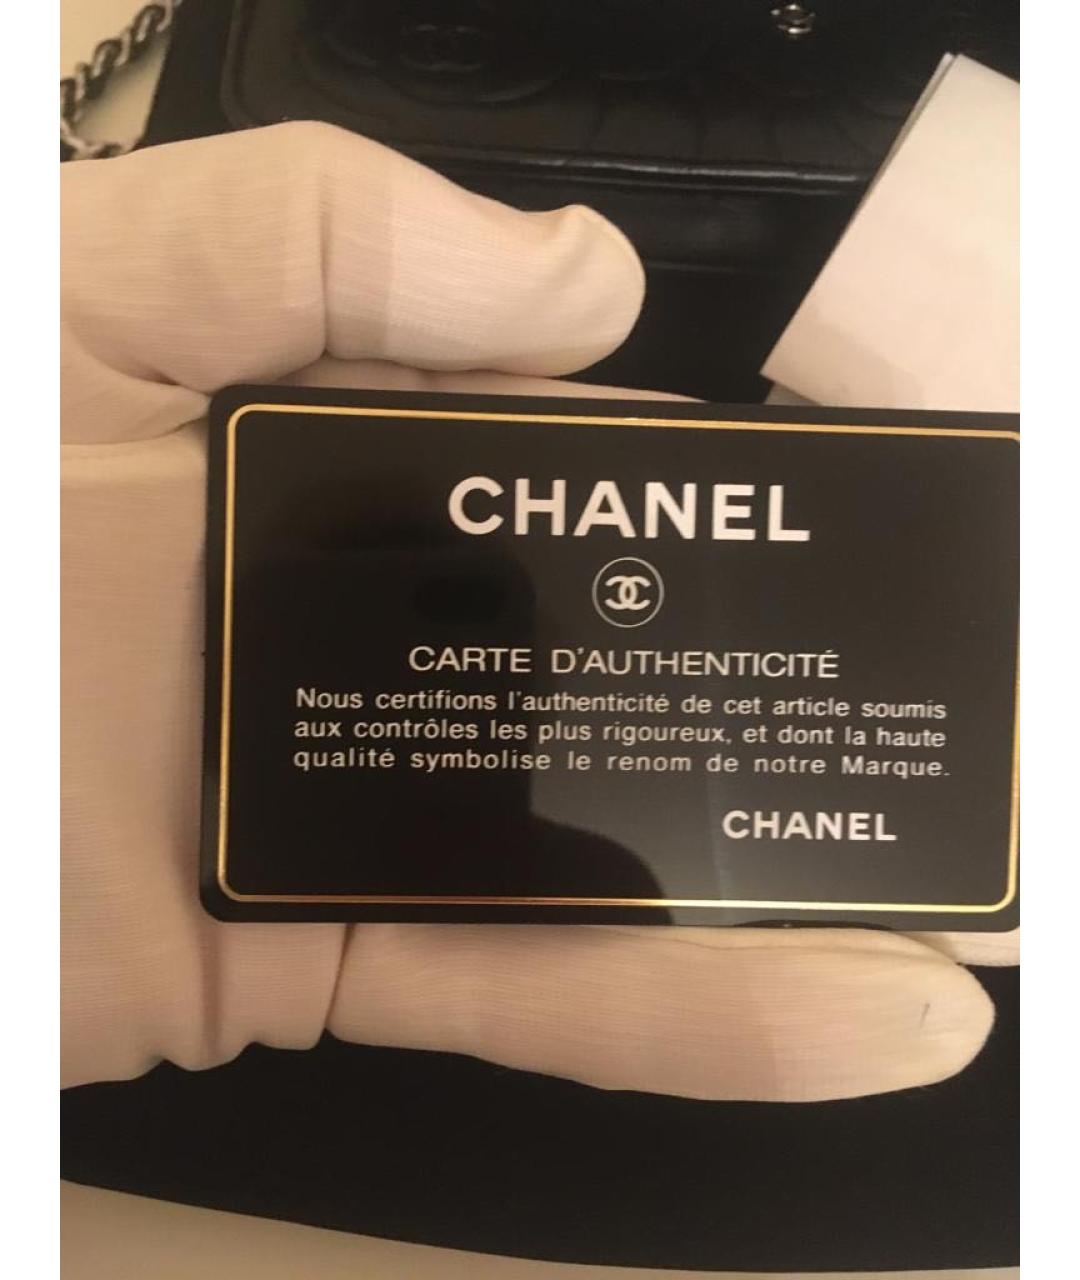 CHANEL
CARTE D'AUTHENTICITÉ
Nous certifions l'authenticité de cet article soumis
aux contrôles les plus rigoureux, et dont la haute
qualité symbolise le renom de notre Marque.
CHANEL